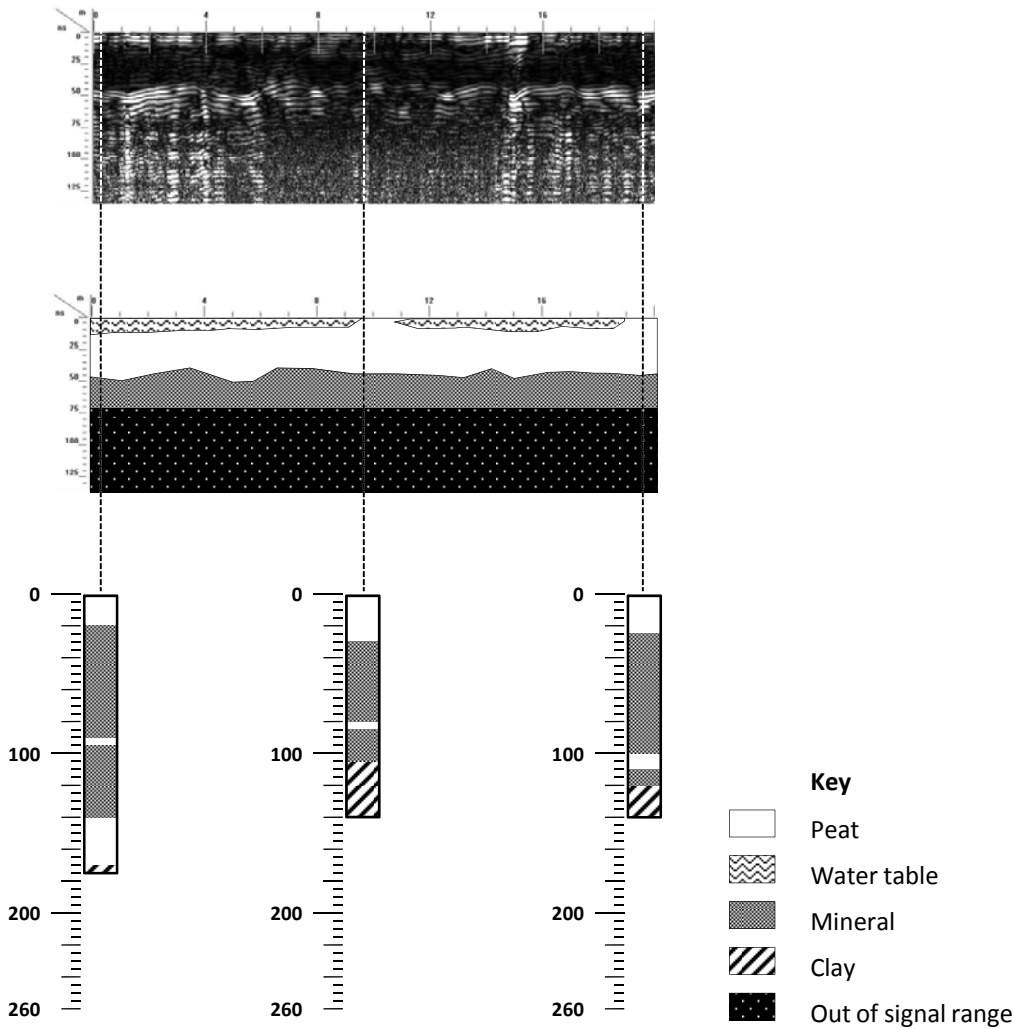 m 0 4 8 12 16
ns 0
25
50
75
100
125
m 0 4 8 12 16
ns 0
25
50
75
100
125
0 0 0
100 100 100
200 200 200
260 260 260
Key
Peat
Water table
Mineral
Clay
Out of signal range